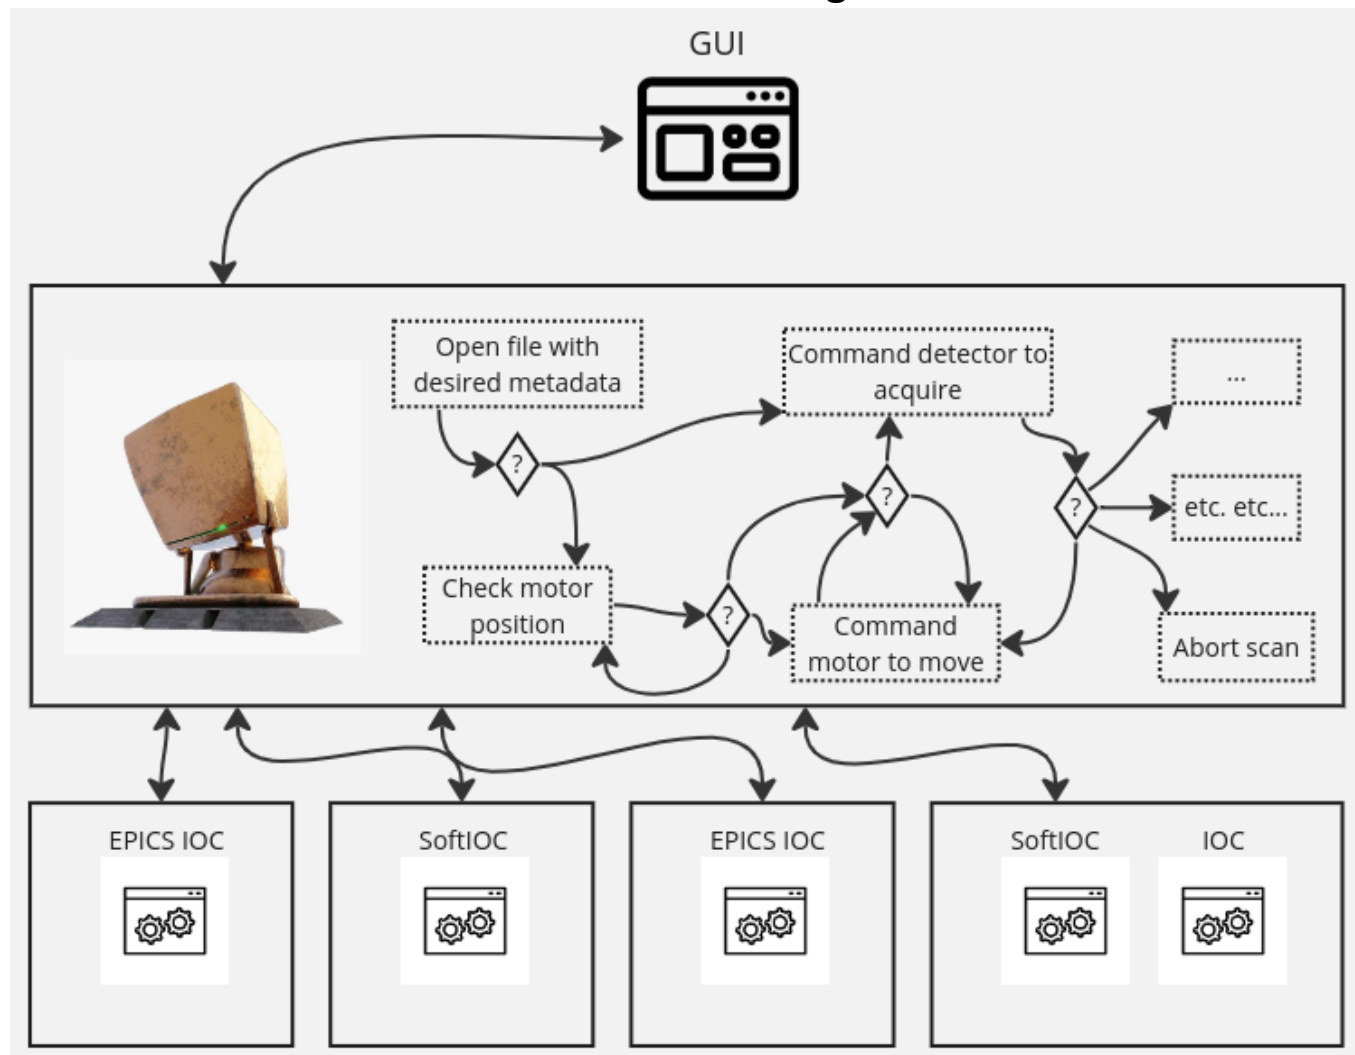 GUI
Open file with
desired metadata
Command detector to
acquire
...
?
?
?
etc. etc...
Check motor
position
?
Command
motor to move
Abort scan
EPICS IOC
SoftIOC
EPICS IOC
SoftIOC
IOC